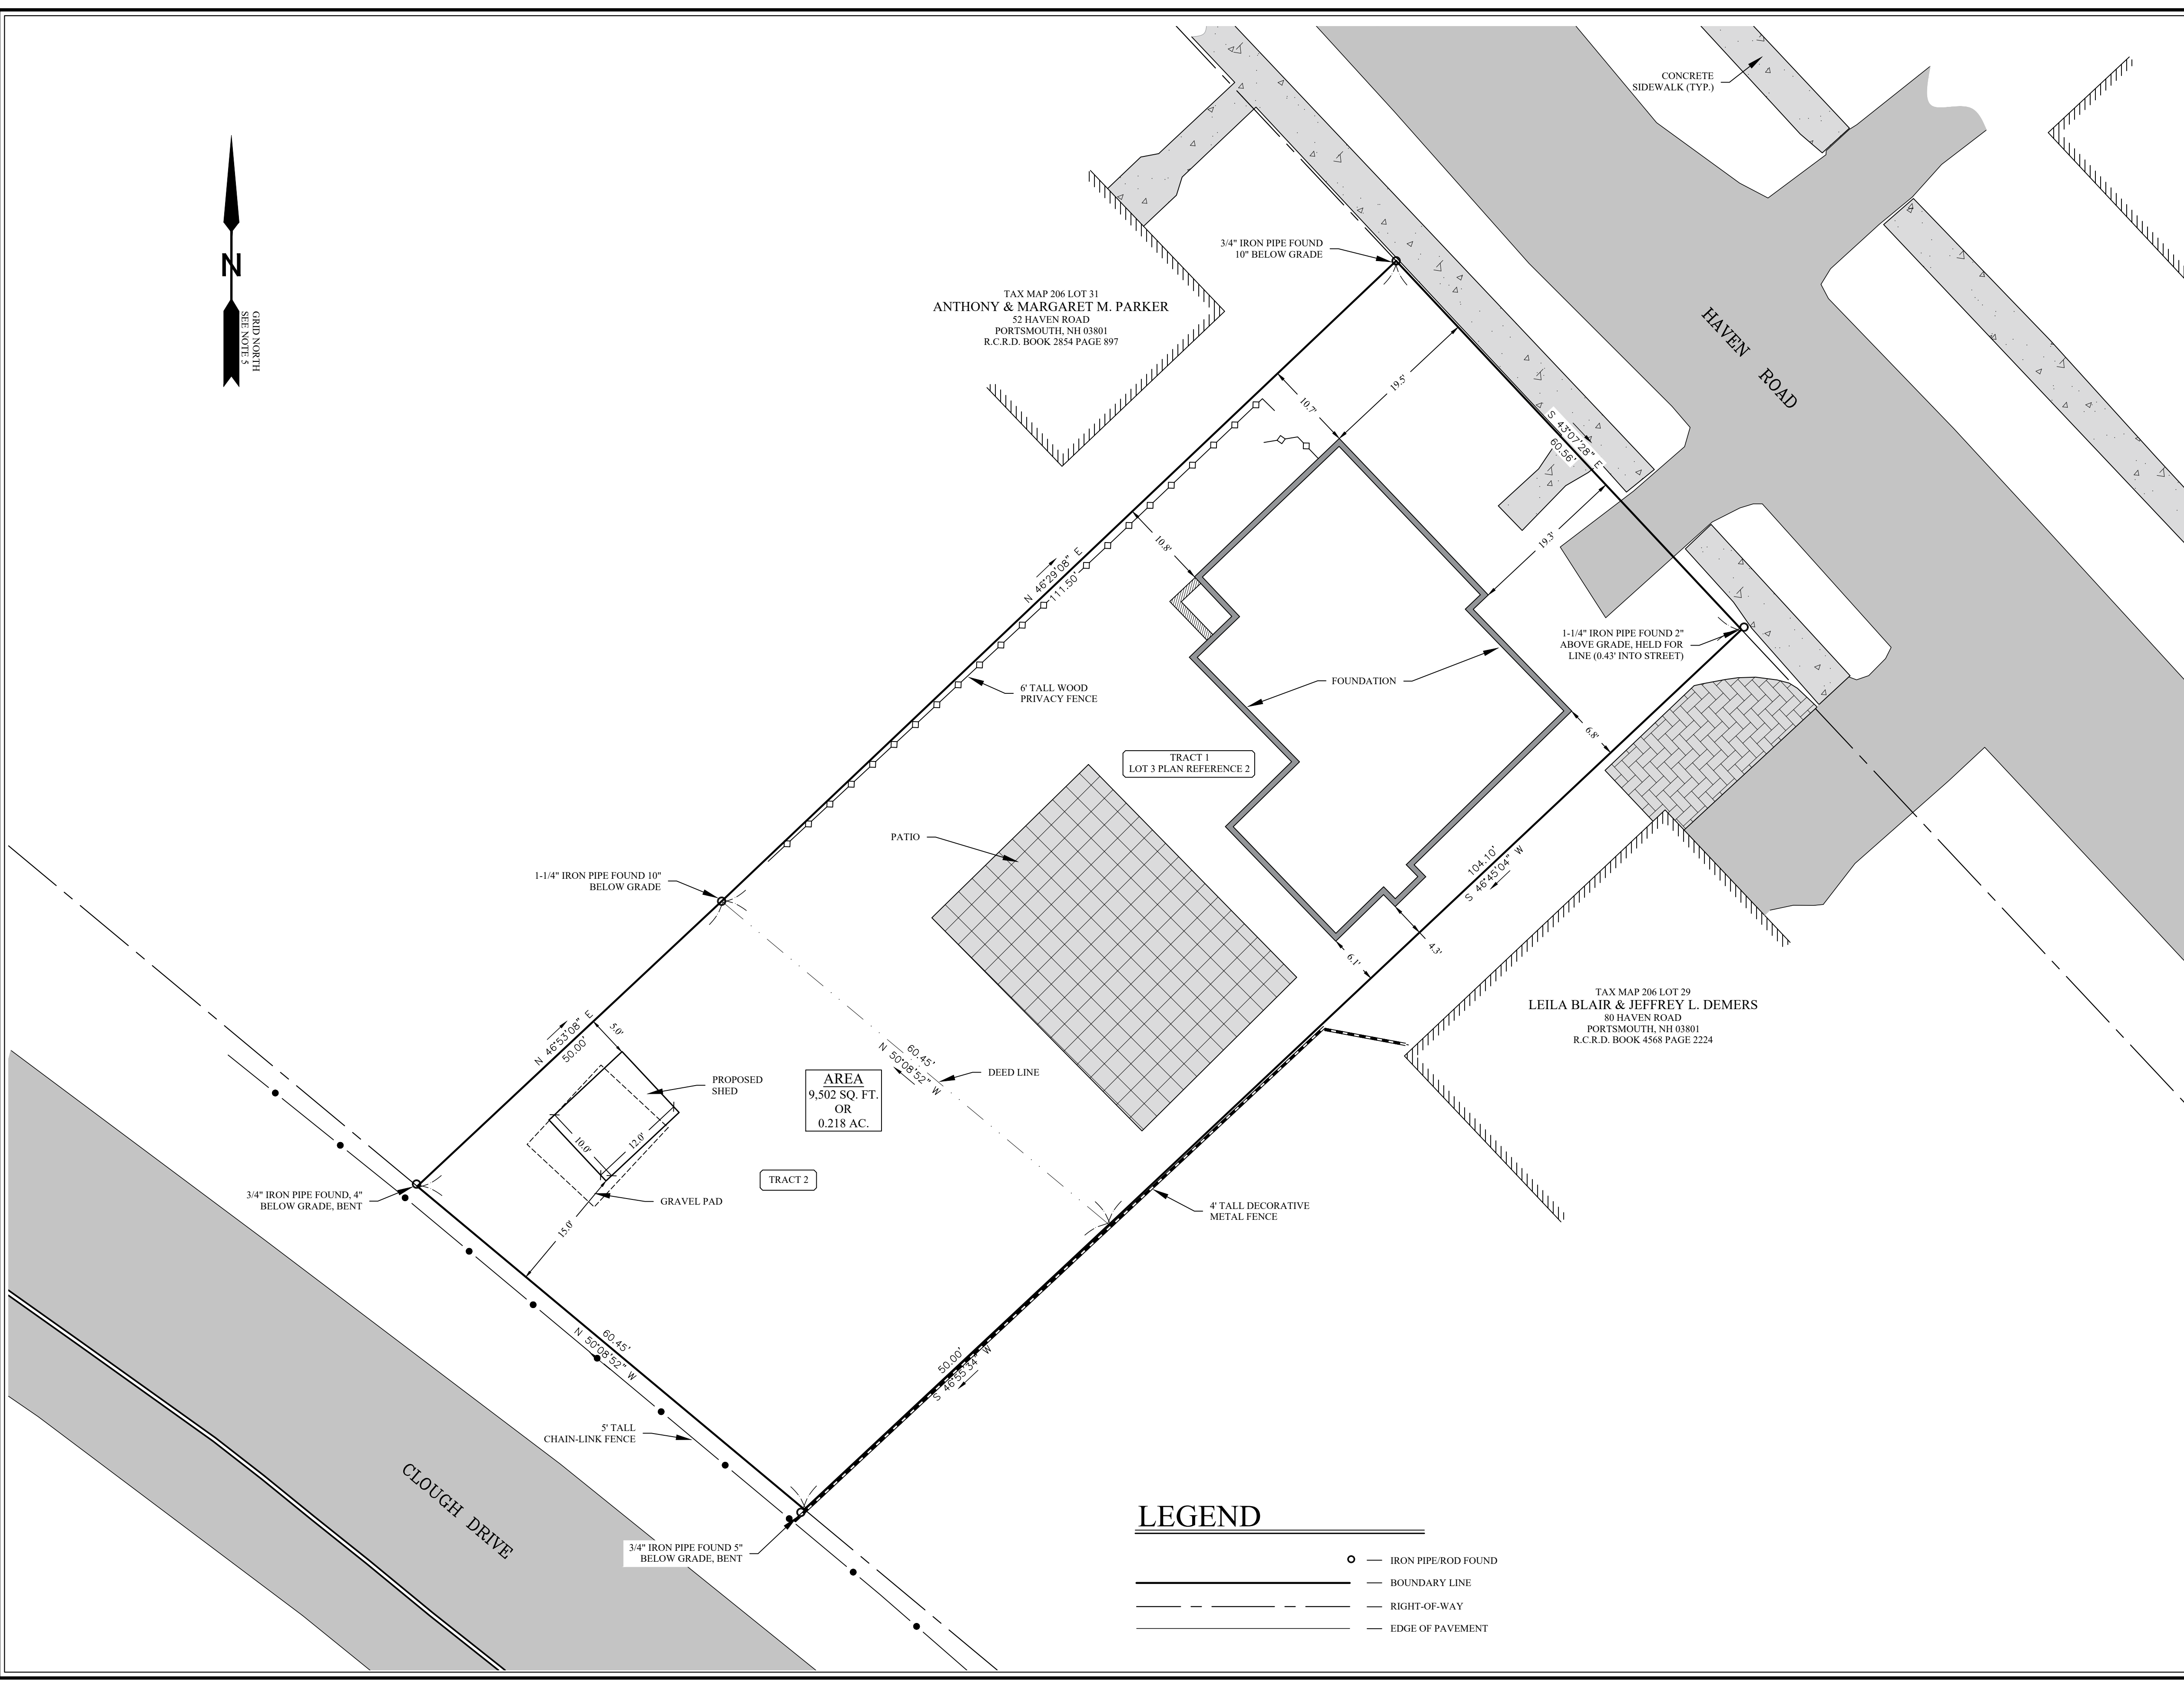 CONCRETE
SIDEWALK (TYP.)
N
GRID NORTH
SEE NOTE 5
3/4" IRON PIPE FOUND
10" BELOW GRADE
TAX MAP 206 LOT 31
ANTHONY & MARGARET M. PARKER
52 HAVEN ROAD
PORTSMOUTH, NH 03801
R.C.R.D. BOOK 2854 PAGE 897
HAVEN ROAD
19.5'
10.7'
S 43°07'28" E
60.56'
10.8'
19.3'
N 46°29'08" E
111.50'
1-1/4" IRON PIPE FOUND 2"
ABOVE GRADE, HELD FOR
LINE (0.43' INTO STREET)
FOUNDATION
6' TALL WOOD
PRIVACY FENCE
6.8'
TRACT 1
LOT 3 PLAN REFERENCE 2
PATIO
104.10'
S 46°45'04" W
1-1/4" IRON PIPE FOUND 10"
BELOW GRADE
4.3'
6.1'
TAX MAP 206 LOT 29
LEILA BLAIR & JEFFREY L. DEMERS
80 HAVEN ROAD
PORTSMOUTH, NH 03801
R.C.R.D. BOOK 4568 PAGE 2224
N 46°53'08" E
50.00'
5.0'
60.45'
N 50°08'52" W
DEED LINE
PROPOSED
SHED
AREA
9,502 SQ. FT.
OR
0.218 AC.
10.0'
12.0'
TRACT 2
3/4" IRON PIPE FOUND, 4"
BELOW GRADE, BENT
GRAVEL PAD
15.0'
4' TALL DECORATIVE
METAL FENCE
60.45'
N 50°08'52" W
50.00'
S 46°55'34" W
5' TALL
CHAIN-LINK FENCE
CLOUGH DRIVE
3/4" IRON PIPE FOUND 5"
BELOW GRADE, BENT
LEGEND
IRON PIPE/ROD FOUND
BOUNDARY LINE
RIGHT-OF-WAY
EDGE OF PAVEMENT